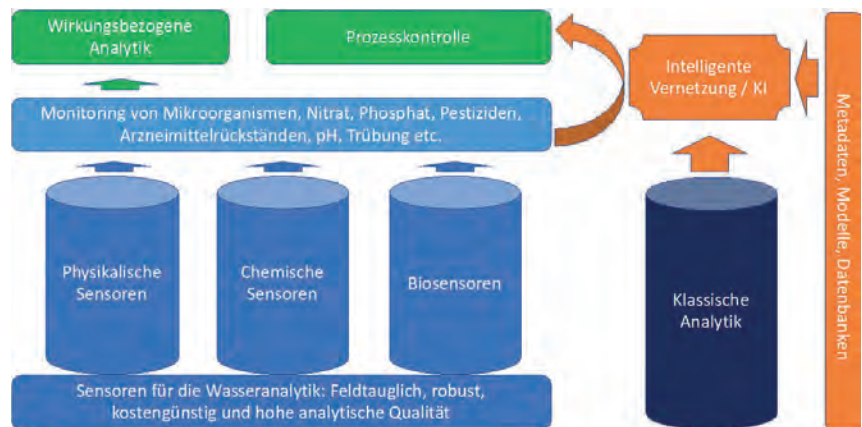 Wirkungsbezogene
Analytik
Prozesskontrolle
Intelligente
Vernetzung / KI
Monitoring von Mikroorganismen, Nitrat, Phosphat, Pestiziden,
Arzneimittelrückständen, pH, Trübung etc.
Physikalische
Sensoren
Chemische
Sensoren
Biosensoren
Klassische
Analytik
Metadaten, Modelle, Datenbanken
Sensoren für die Wasseranalytik: Feldtauglich, robust,
kostengünstig und hohe analytische Qualität